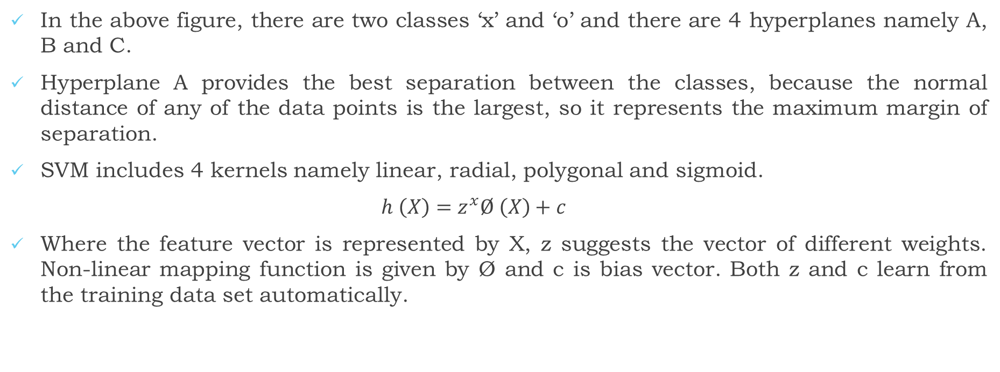 ✓ In the above figure, there are two classes ‘x’ and ‘o’ and there are 4 hyperplanes namely A,
B and C.
✓ Hyperplane A provides the best separation between the classes, because the normal
distance of any of the data points is the largest, so it represents the maximum margin of
separation.
✓ SVM includes 4 kernels namely linear, radial, polygonal and sigmoid.
ℎ (𝑋) = 𝑧ˣØ (𝑋) + 𝑐
✓ Where the feature vector is represented by X, z suggests the vector of different weights.
Non-linear mapping function is given by Ø and c is bias vector. Both z and c learn from
the training data set automatically.